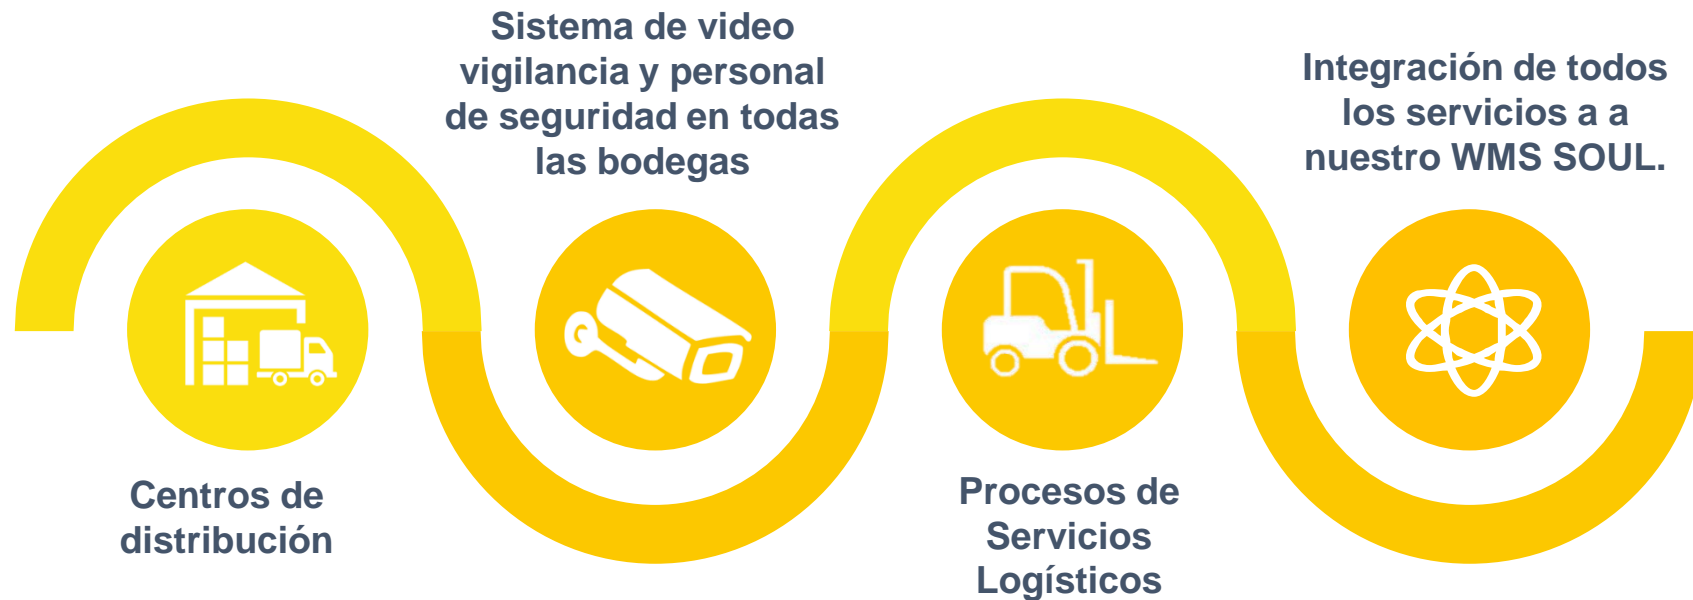 Centros de
distribución
Sistema de video
vigilancia y personal
de seguridad en todas
las bodegas
Procesos de
Servicios
Logísticos
Integración de todos
los servicios a a
nuestro WMS SOUL.